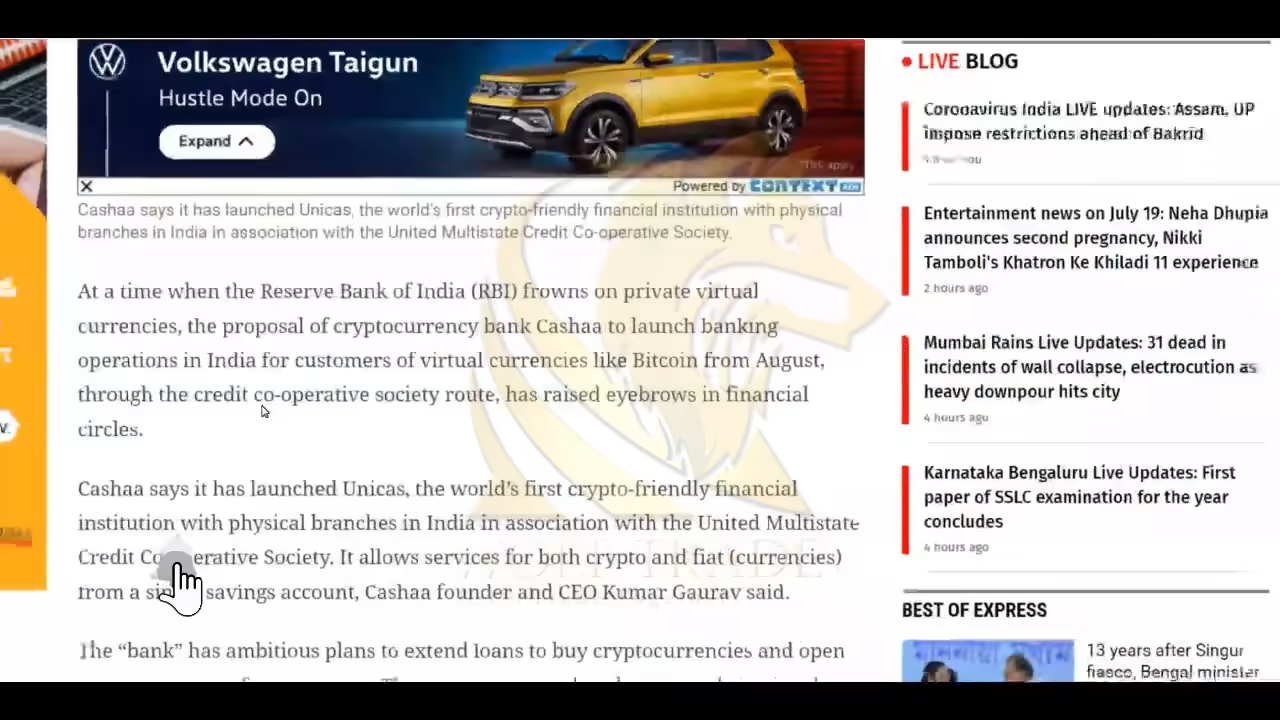 Volkswagen Taigun
Hustle Mode On
Expand
Powered by CONTEXT
Cashaa says it has launched Unicas, the world's first crypto-friendly financial institution with physical
branches in India in association with the United Multistate Credit Co-operative Society.
At a time when the Reserve Bank of India (RBI) frowns on private virtual
currencies, the proposal of cryptocurrency bank Cashaa to launch banking
operations in India for customers of virtual currencies like Bitcoin from August,
through the credit co-operative society route, has raised eyebrows in financial
circles.
Cashaa says it has launched Unicas, the world's first crypto-friendly financial
institution with physical branches in India in association with the United Multistate
Credit Co erative Society. It allows services for both crypto and fiat (currencies)
from a savings account, Cashaa founder and CEO Kumar Gaurav said.
The “bank” has ambitious plans to extend loans to buy cryptocurrencies and open
LIVE BLOG
Coronavirus India LIVE updates: Assam, UP
impose restrictions ahead of Bakrid
Entertainment news on July 19: Neha Dhupia
announces second pregnancy, Nikki
Tamboli's Khatron Ke Khiladi 11 experience
2 hours ago
Mumbai Rains Live Updates: 31 dead in
incidents of wall collapse, electrocution as
heavy downpour hits city
4 hours ago
Karnataka Bengaluru Live Updates: First
paper of SSLC examination for the year
concludes
4 hours ago
BEST OF EXPRESS
13 years after Singur
fiasco, Bengal minister